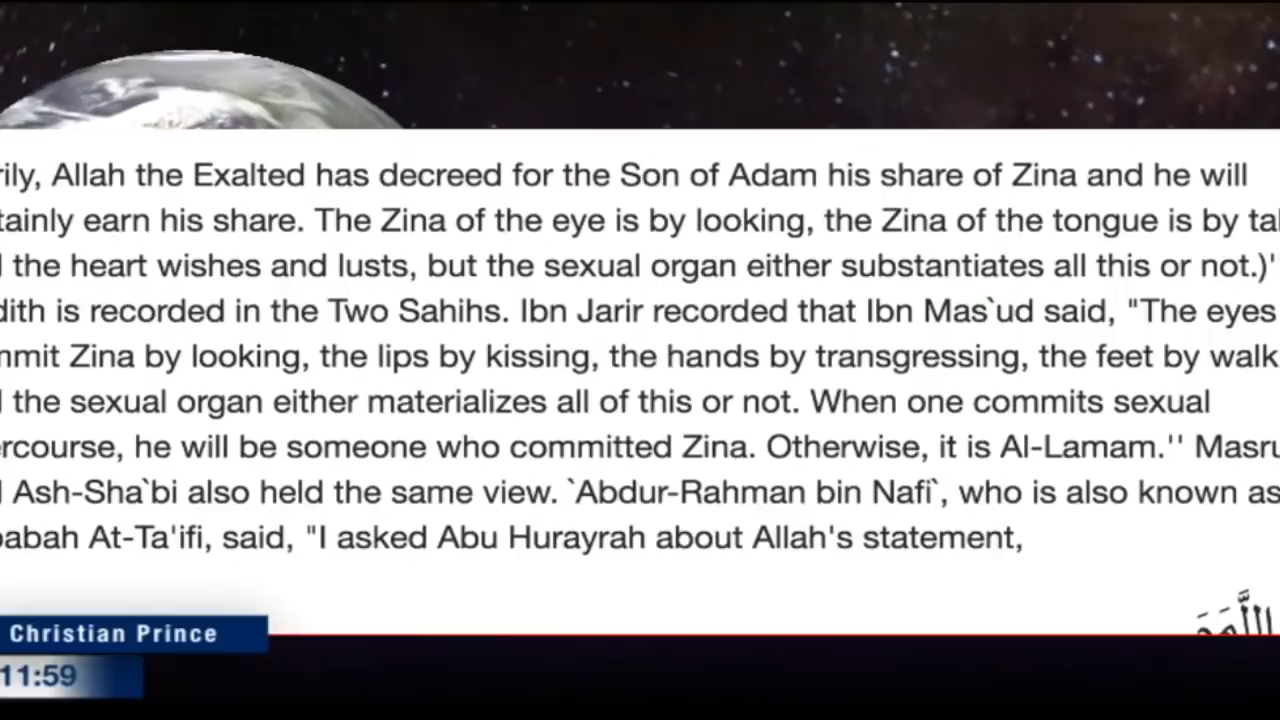 rily, Allah the Exalted has decreed for the Son of Adam his share of Zina and he will
tainly earn his share. The Zina of the eye is by looking, the Zina of the tongue is by tal
the heart wishes and lusts, but the sexual organ either substantiates all this or not.)''
dith is recorded in the Two Sahihs. Ibn Jarir recorded that Ibn Mas`ud said, "The eyes
mmit Zina by looking, the lips by kissing, the hands by transgressing, the feet by walk
the sexual organ either materializes all of this or not. When one commits sexual
rcourse, he will be someone who committed Zina. Otherwise, it is Al-Lamam.'' Masru
Ash-Sha`bi also held the same view. `Abdur-Rahman bin Nafi`, who is also known as
babah At-Ta'ifi, said, "I asked Abu Hurayrah about Allah's statement,
Christian Prince
11:59